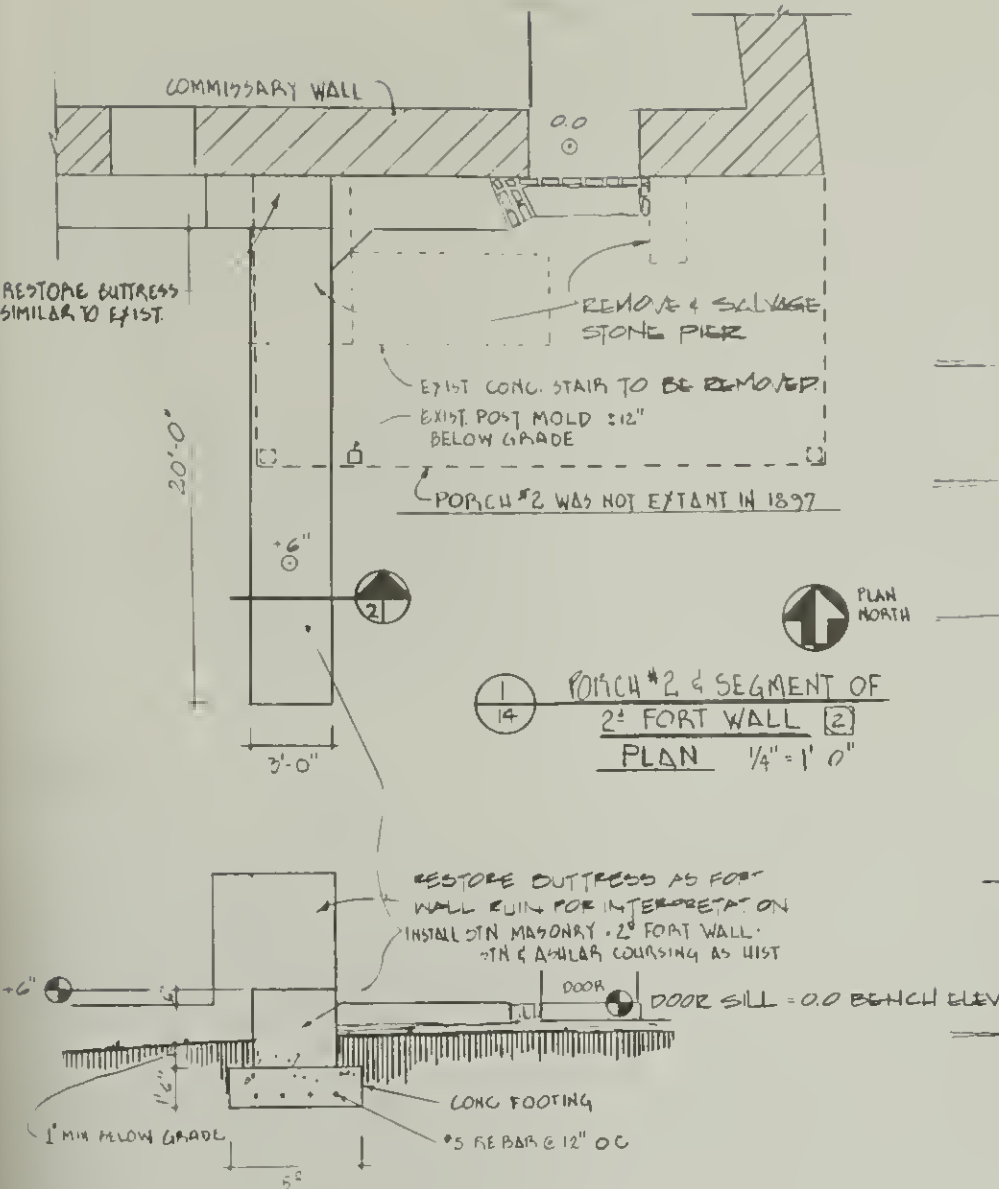 COMMISSARY WALL
0.0
RESTORE BUTTRESS
SIMILAR TO EXIST.
REMOVE & SALVAGE
STONE PIER
EXIST CONC. STAIR TO BE REMOVED.
EXIST. POST MOLD ±12"
BELOW GRADE
20'-0"
PORCH #2 WAS NOT EXTANT IN 1897
+6"
2
PLAN
NORTH
1
14
PORCH #2 & SEGMENT OF
2ᵈ FORT WALL 2
PLAN 1/4" = 1' 0"
3'-0"
RESTORE BUTTRESS AS FORT
WALL RUIN FOR INTERPRETATION
INSTALL STN MASONRY · 2ᵈ FORT WALL.
STN & ASHLAR COURSING AS HIST
+6"
6"
DOOR
DOOR SILL = 0.0 BENCH ELEV
1'6"
CONC FOOTING
1' MIN BELOW GRADE
#5 REBAR @ 12" OC
5⁰